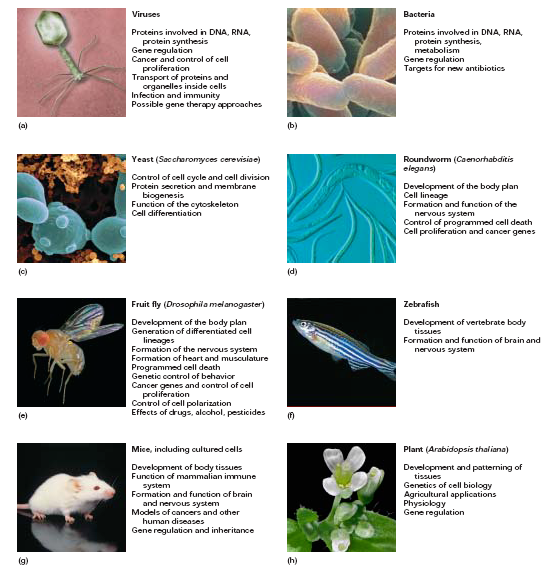 Viruses
Proteins involved in DNA, RNA,
protein synthesis
Gene regulation
Cancer and control of cell
proliferation
Transport of proteins and
organelles inside cells
Infection and immunity
Possible gene therapy approaches
(a)
Bacteria
Proteins involved in DNA, RNA,
protein synthesis,
metabolism
Gene regulation
Targets for new antibiotics
(b)
Yeast (Saccharomyces cerevisiae)
Control of cell cycle and cell division
Protein secretion and membrane
biogenesis
Function of the cytoskeleton
Cell differentiation
(c)
Roundworm (Caenorhabditis
elegans)
Development of the body plan
Cell lineage
Formation and function of the
nervous system
Control of programmed cell death
Cell proliferation and cancer genes
(d)
Fruit fly (Drosophila melanogaster)
Development of the body plan
Generation of differentiated cell
lineages
Formation of the nervous system
Formation of heart and musculature
Programmed cell death
Genetic control of behavior
Cancer genes and control of cell
proliferation
Control of cell polarization
Effects of drugs, alcohol, pesticides
(e)
Zebrafish
Development of vertebrate body
tissues
Formation and function of brain and
nervous system
(f)
Mice, including cultured cells
Development of body tissues
Function of mammalian immune
system
Formation and function of brain
and nervous system
Models of cancers and other
human diseases
Gene regulation and inheritance
(g)
Plant (Arabidopsis thaliana)
Development and patterning of
tissues
Genetics of cell biology
Agricultural applications
Physiology
Gene regulation
(h)